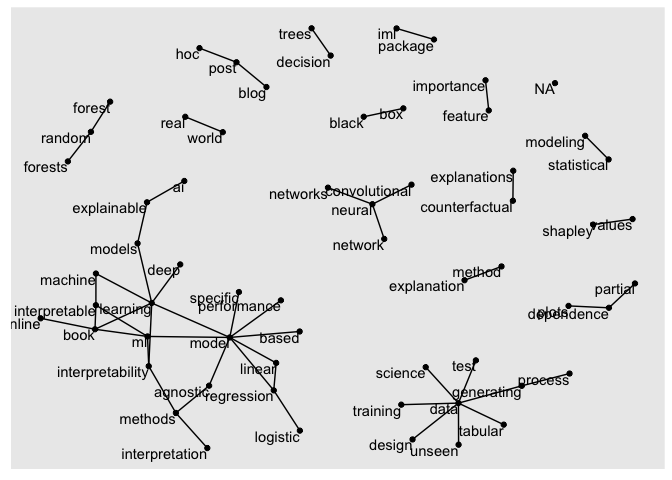 trees
iml
package
hoc
post
decision
blog
importance
NA
forest
feature
box
real
black
random
world
modeling
forests
statistical
explanations
ai
networks
convolutional
explainable
neural
counterfactual
values
shapley
network
models
deep
method
machine
explanation
partial
specific
performance
interpretable
learning
plots
dependence
nline
book
ml
model
based
linear
test
interpretability
science
process
agnostic
regression
generating
training
data
methods
tabular
logistic
design
unseen
interpretation